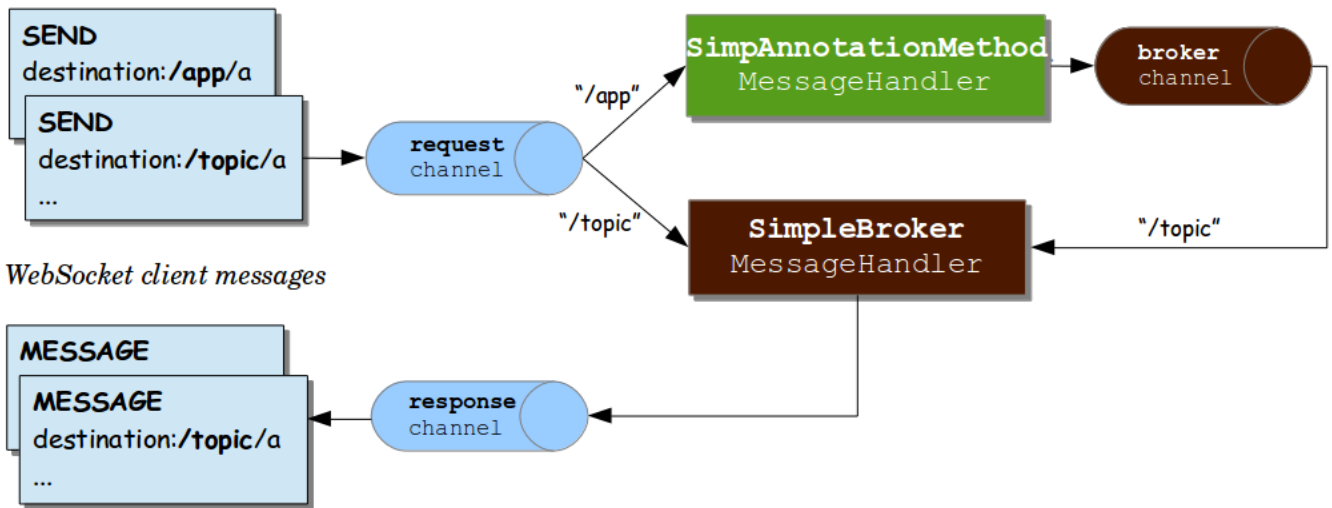 SEND
destination:/app/a
SEND
destination:/topic/a
...
request
channel
"/app"
"/topic"
SimpAnnotationMethod
MessageHandler
broker
channel
SimpleBroker
MessageHandler
"/topic"
WebSocket client messages
MESSAGE
MESSAGE
destination:/topic/a
...
response
channel